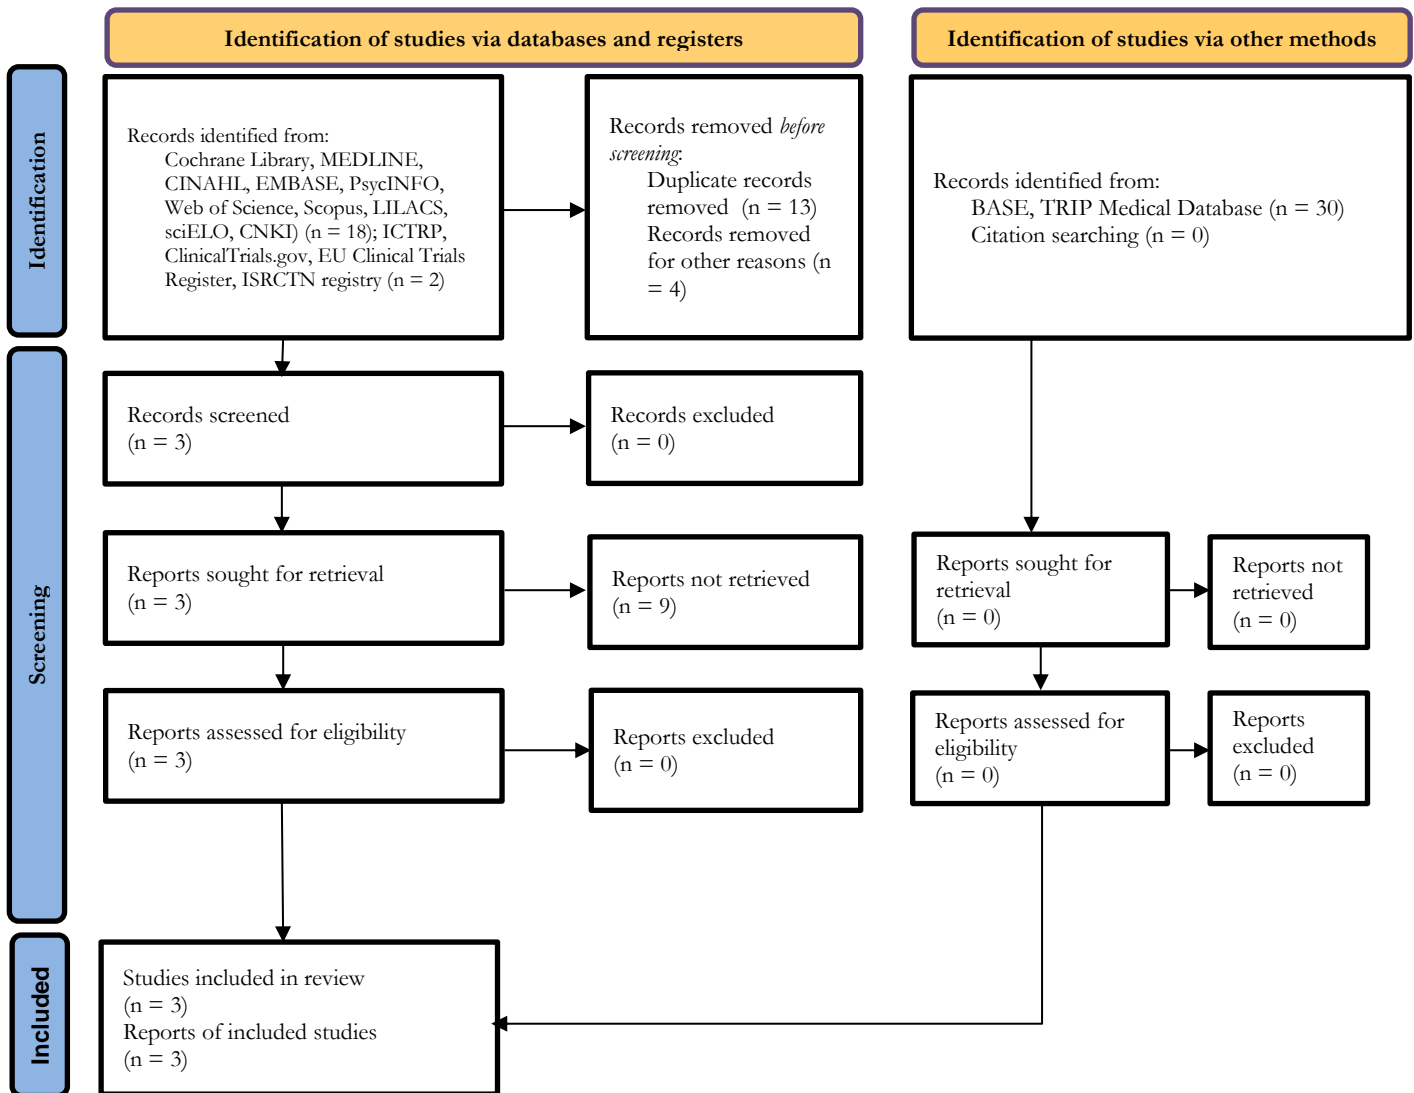 Identification of studies via databases and registers
Identification of studies via other methods
Identification
Records identified from:
Cochrane Library, MEDLINE,
CINAHL, EMBASE, PsycINFO,
Web of Science, Scopus, LILACS,
sciELO, CNKI) (n = 18); ICTRP,
ClinicalTrials.gov, EU Clinical Trials
Register, ISRCTN registry (n = 2)
Records removed before
screening:
Duplicate records
removed (n = 13)
Records removed
for other reasons (n
= 4)
Records identified from:
BASE, TRIP Medical Database (n = 30)
Citation searching (n = 0)
Screening
Records screened
(n = 3)
Records excluded
(n = 0)
Reports sought for retrieval
(n = 3)
Reports not retrieved
(n = 9)
Reports sought for
retrieval
(n = 0)
Reports not
retrieved
(n = 0)
Reports assessed for eligibility
(n = 3)
Reports excluded
(n = 0)
Reports assessed for
eligibility
(n = 0)
Reports
excluded
(n = 0)
Included
Studies included in review
(n = 3)
Reports of included studies
(n = 3)